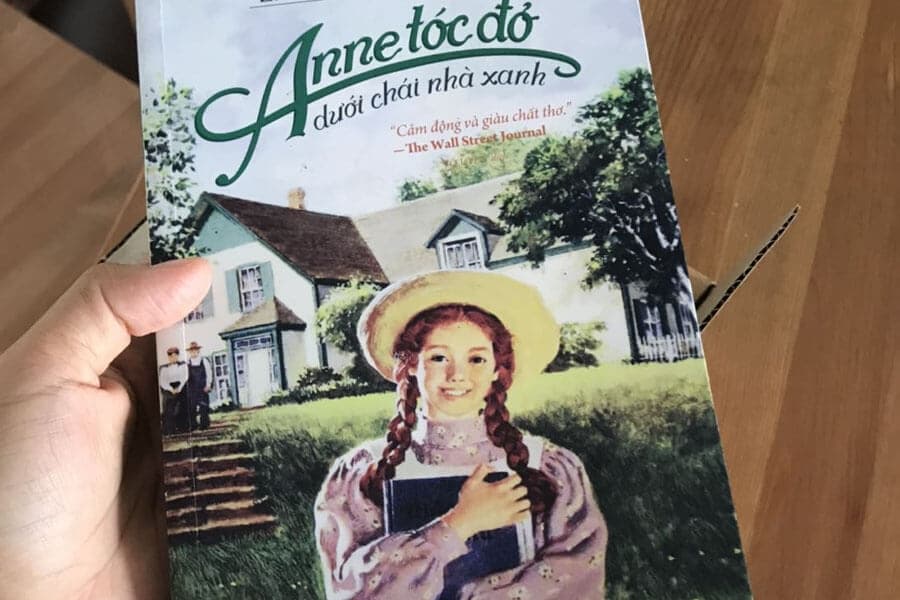 Anne tóc đỏ
dưới chái nhà xanh
“Cảm động và giàu chất thơ.”
—The Wall Street Journal